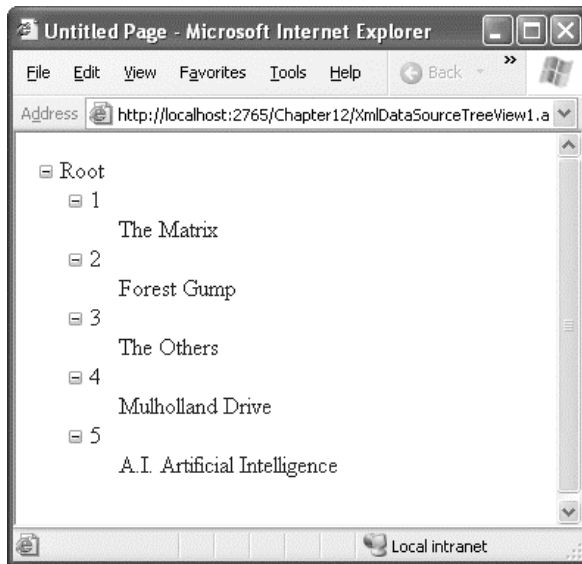 Untitled Page - Microsoft Internet Explorer
File Edit View Favorites Tools Help Back »
Address http://localhost:2765/Chapter12/XmlDataSourceTreeView1.a
Root
1
The Matrix
2
Forest Gump
3
The Others
4
Mulholland Drive
5
A.I. Artificial Intelligence
Local intranet